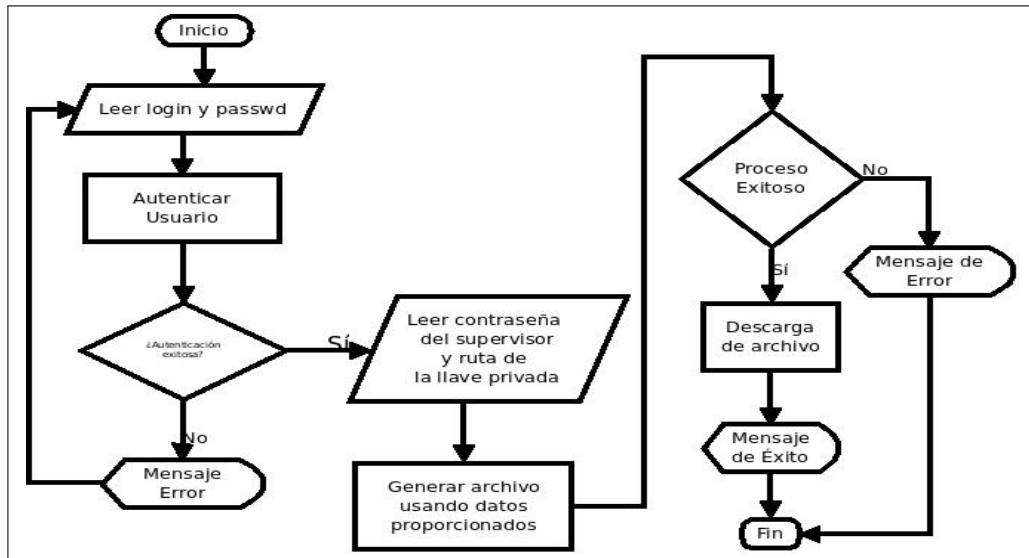 Inicio
Leer login y passwd
Autenticar
Usuario
¿Autenticación
exitosa?
Sí
No
Mensaje
Error
Leer contraseña
del supervisor
y ruta de
la llave privada
Generar archivo
usando datos
proporcionados
Proceso
Exitoso
No
Mensaje de
Error
Sí
Descarga
de archivo
Mensaje
de Éxito
Fin